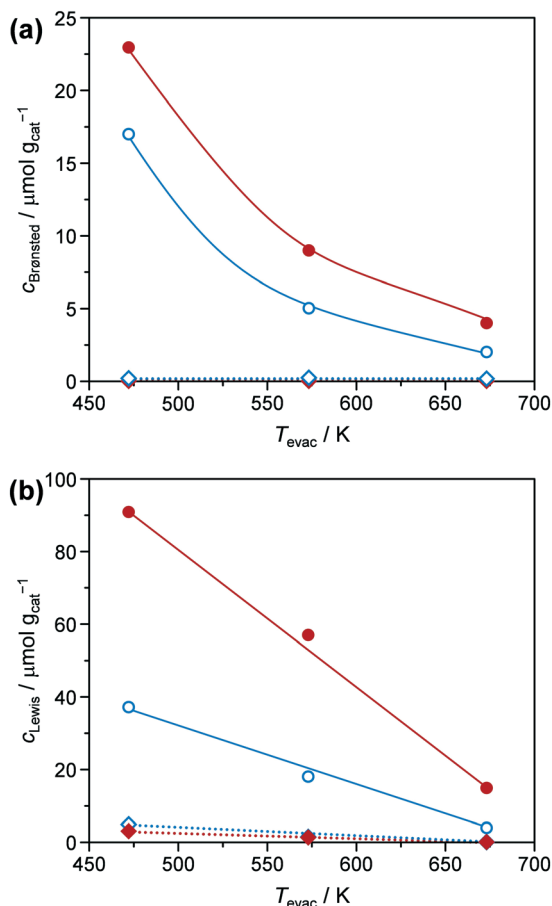 (a)
25
20
15
10
5
0
c_Brønsted / μmol g_cat⁻¹
450 500 550 600 650 700
T_evac / K
(b)
100
80
60
40
20
0
c_Lewis / μmol g_cat⁻¹
450 500 550 600 650 700
T_evac / K